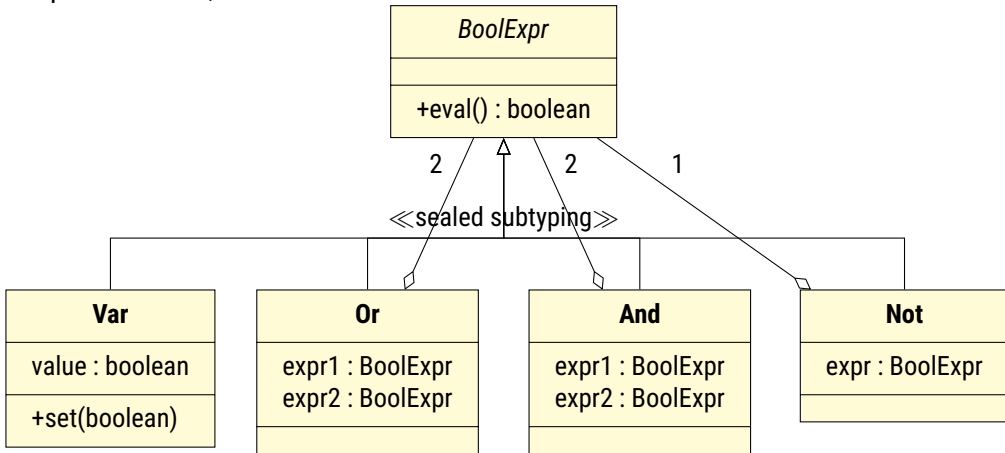 BoolExpr
+eval() : boolean
2
2
1
≪sealed subtyping≫
Var
value : boolean
+set(boolean)
Or
expr1 : BoolExpr
expr2 : BoolExpr
And
expr1 : BoolExpr
expr2 : BoolExpr
Not
expr : BoolExpr